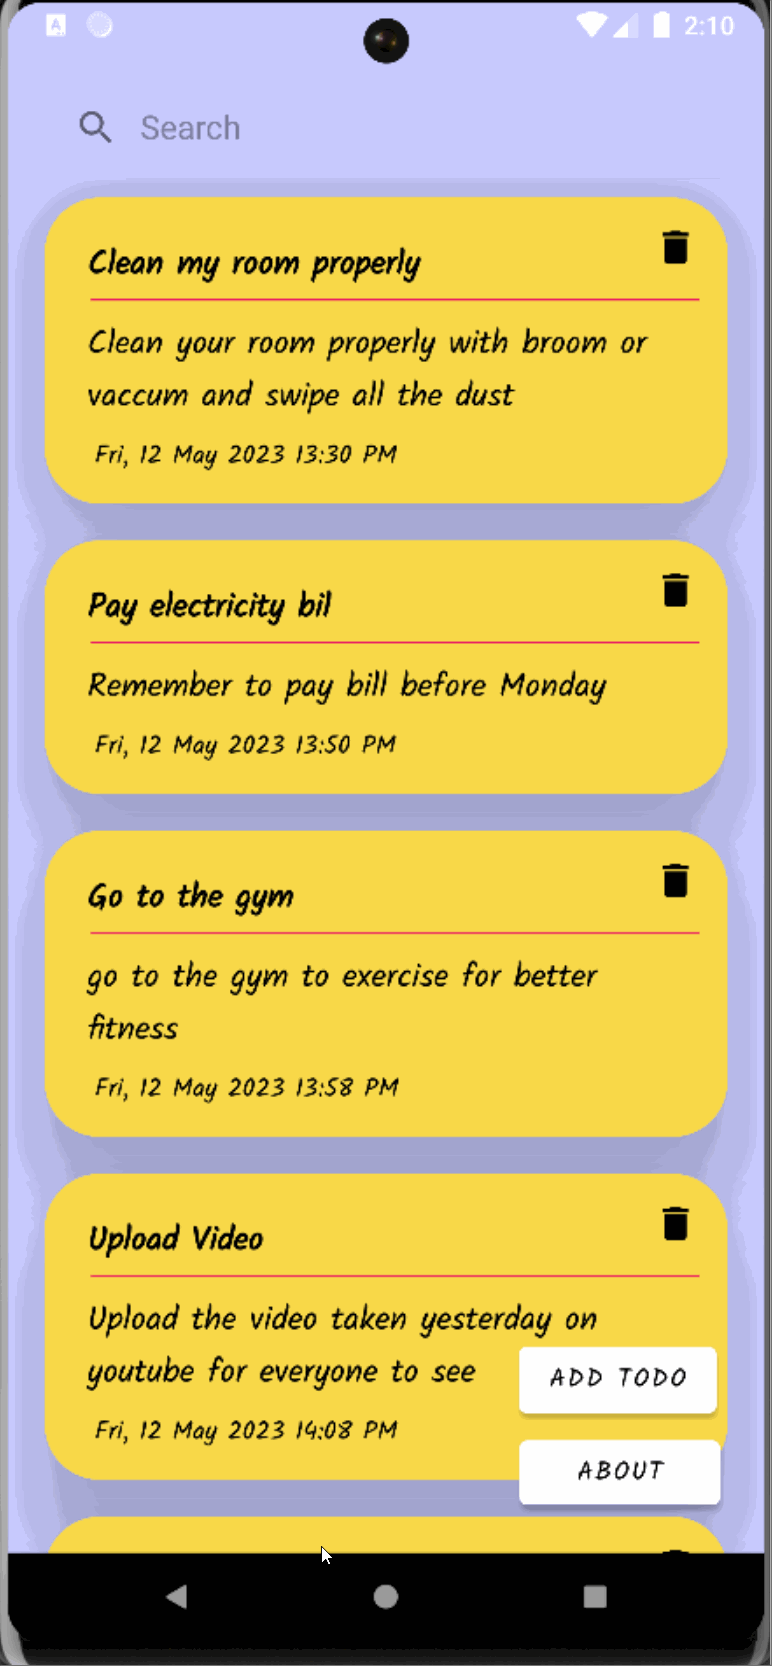 A
2:10
Search
Clean my room properly
Clean your room properly with broom or
vaccum and swipe all the dust
Fri, 12 May 2023 13:30 PM
Pay electricity bil
Remember to pay bill before Monday
Fri, 12 May 2023 13:50 PM
Go to the gym
go to the gym to exercise for better
fitness
Fri, 12 May 2023 13:58 PM
Upload Video
Upload the video taken yesterday on
youtube for everyone to see
ADD TODO
Fri, 12 May 2023 14:08 PM
ABOUT